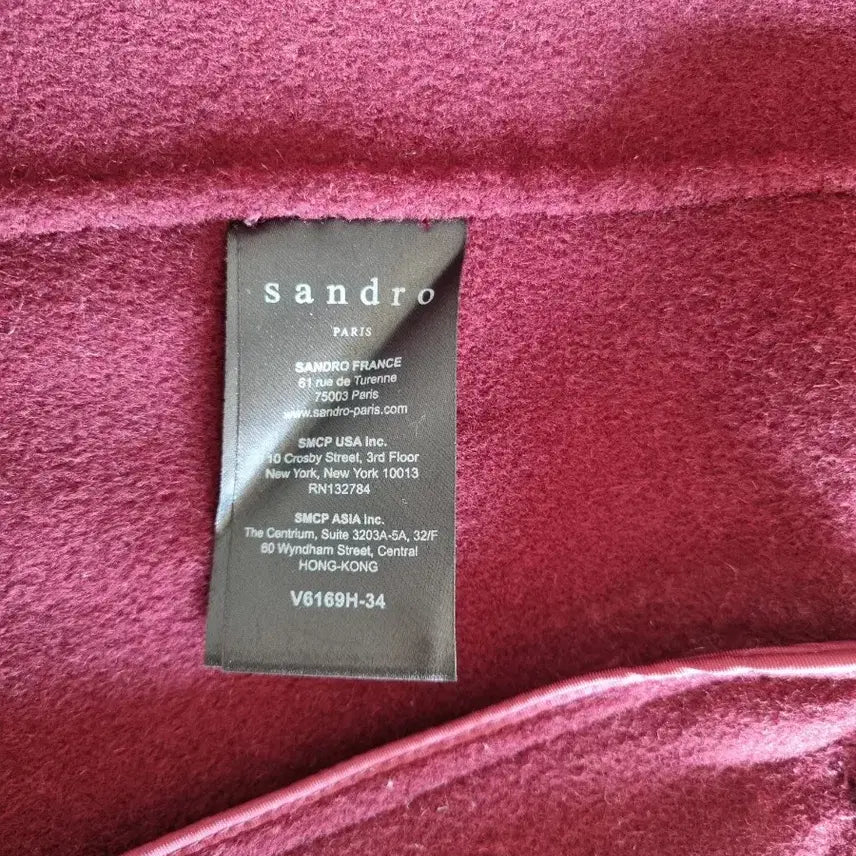 sandro
PARIS
SANDRO FRANCE
61 rue de Turenne
75003 Paris
www.sandro-paris.com
SMCP USA Inc.
10 Crosby Street, 3rd Floor
New York, New York 10013
RN132784
SMCP ASIA Inc.
The Centrium, Suite 3203A-5A, 32/F
60 Wyndham Street, Central
HONG-KONG
V6169H-34